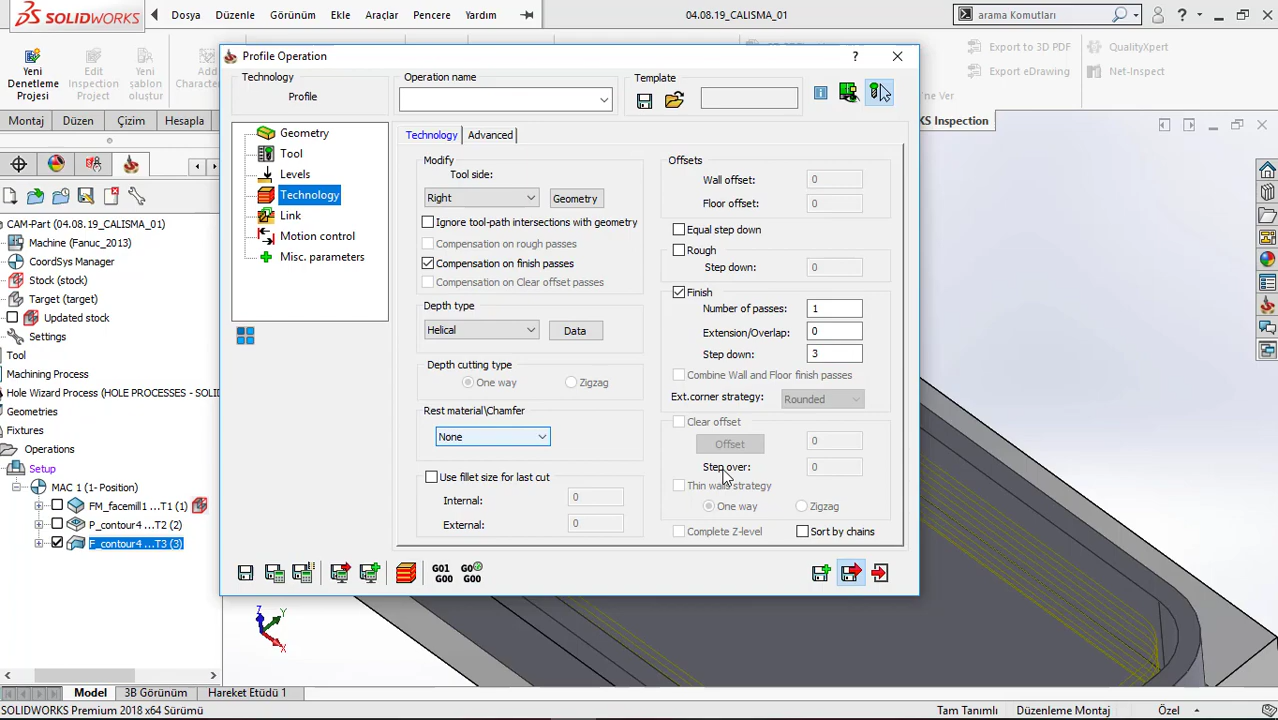 SOLIDWORKS
Dosya Düzenle Görünüm Ekle Araçlar Pencere Yardım
04.08.19_CALISMA_01
arama Komutları
?
Yeni Denetleme Projesi
Edit Inspection Project
Yeni şablon oluştur
Add
Export to 3D PDF
QualityXpert
Export eDrawing
Net-Inspect
Montaj Düzen Çizim Hesapla
KS Inspection
Profile Operation
?
Technology
Profile
Operation name
Template
Geometry
Tool
Levels
Technology
Link
Motion control
Misc. parameters
Technology Advanced
Modify
Tool side:
Right
Geometry
Ignore tool-path interections with geometry
Compensation on rough passes
Compensation on finish passes
Compensation on Clear offset passes
Depth type
Helical
Data
Depth cutting type
One way Zigzag
Rest material\Chamfer
None
Use fillet size for last cut
Internal: 0
External: 0
Offsets
Wall offset: 0
Floor offset: 0
Equal step down
Rough
Step down: 0
Finish
Number of passes: 1
Extension/Overlap: 0
Step down: 3
Combine Wall and Floor finish passes
Ext.corner strategy: Rounded
Clear offset
Offset 0
Step over: 0
Thin walls strategy
One way Zigzag
Complete Z-level Sort by chains
G01 G00
G0 G00
CAM-Part (04.08.19_CALISMA_01)
Machine (Fanuc_2013)
CoordSys Manager
Stock (stock)
Target (target)
Updated stock
Settings
Tool
Machining Process
Hole Wizard Process (HOLE PROCESSES -
Geometries
Fixtures
Operations
Setup
MAC 1 (1- Position)
FM_facemill1 ...T1 (1)
P_contour4 ...T2 (2)
F_contour4 ...T3 (3)
Z
Y
X
Model 3B Görünüm Hareket Etüdü 1
SOLIDWORKS Premium 2018 x64 Sürümü
Tam Tanımlı
Düzenleme Montaj
Özel